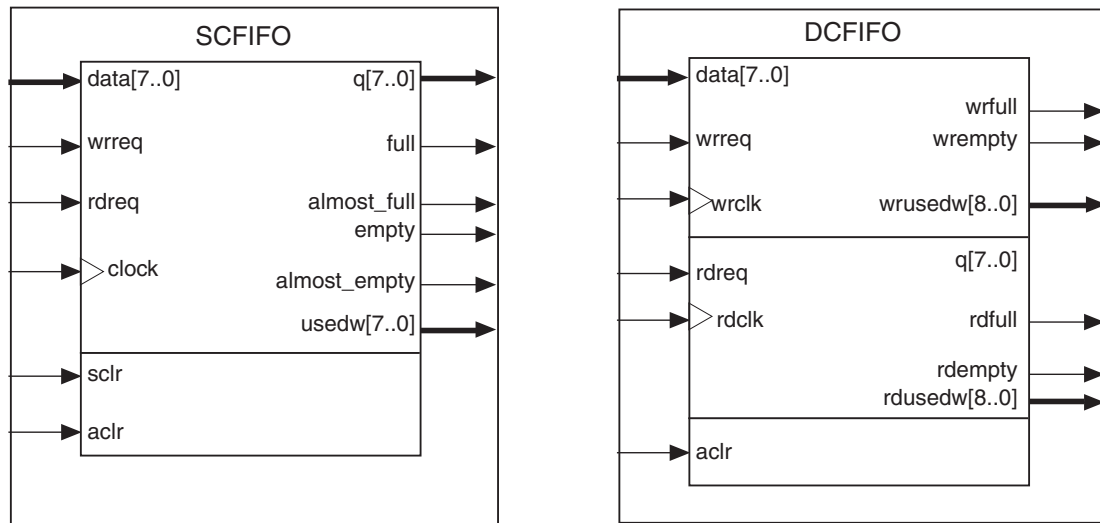 SCFIFO
data[7..0]
q[7..0]
wrreq
full
rdreq
almost_full
empty
clock
almost_empty
usedw[7..0]
sclr
aclr
DCFIFO
data[7..0]
wrfull
wrreq
wrempty
wrclk
wrusedw[8..0]
rdreq
q[7..0]
rdclk
rdfull
rdempty
rdusedw[8..0]
aclr